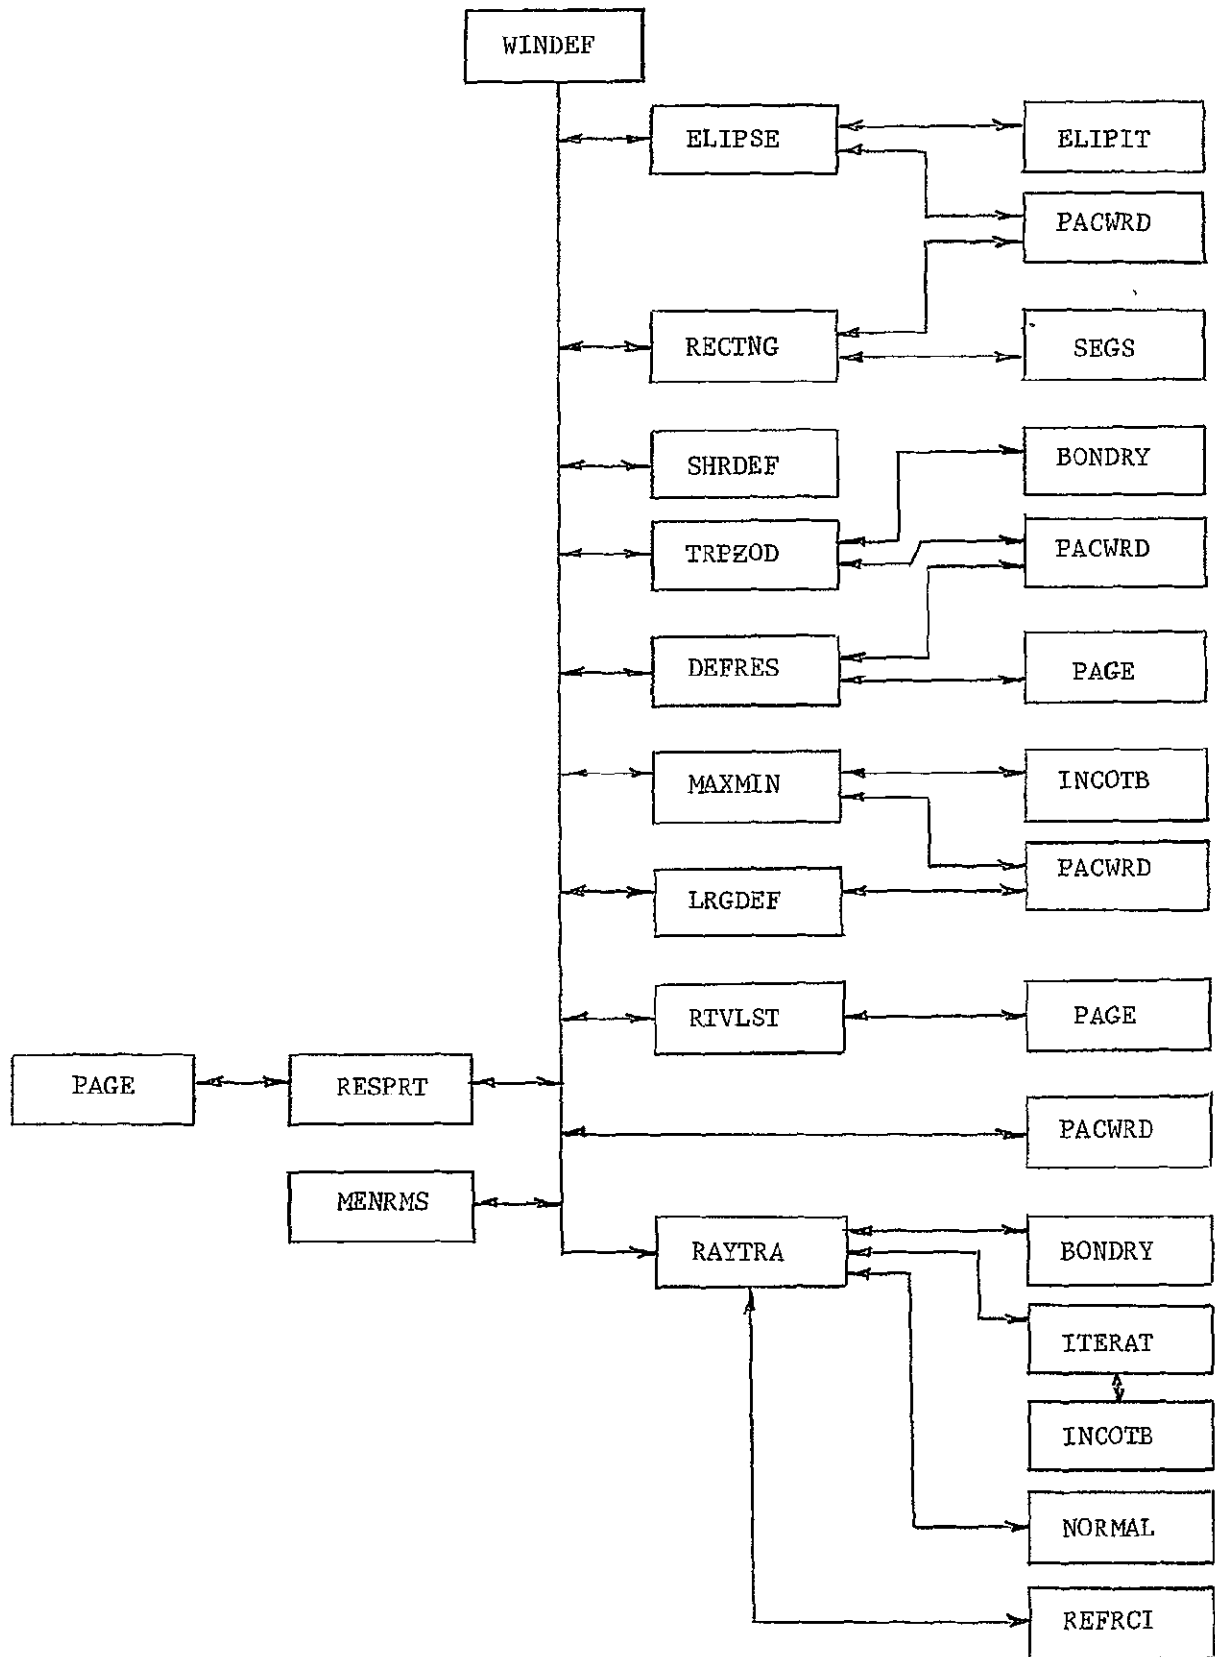 WINDEF
ELIPSE
ELIPIT
PACWRD
RECTNG
SEGS
SHRDEF
BONDRY
TRPZOD
PACWRD
DEFRES
PAGE
MAXMIN
INCOTB
PACWRD
LRGDEF
RTVLST
PAGE
PAGE
RESPRT
PACWRD
MENRMS
RAYTRA
BONDRY
ITERAT
INCOTB
NORMAL
REFRCI